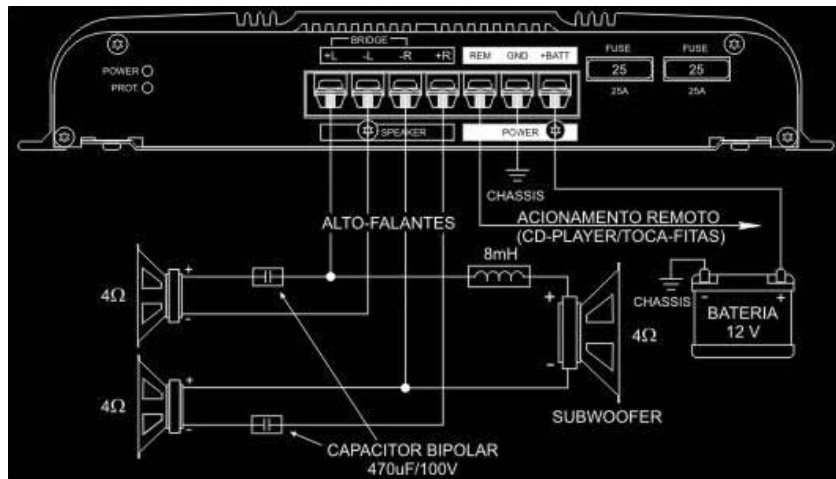 BRIDGE
+L -L -R +R REM GND +BATT
FUSE FUSE
25 25
25A 25A
POWER
PROT.
SPEAKER POWER
CHASSIS
ALTO-FALANTES
ACIONAMENTO REMOTO
(CD-PLAYER/TOCA-FITAS)
8mH
+
-
4Ω
+
-
4Ω
SUBWOOFER
CHASSIS
- +
BATERIA
12 V
+
-
4Ω
CAPACITOR BIPOLAR
470uF/100V